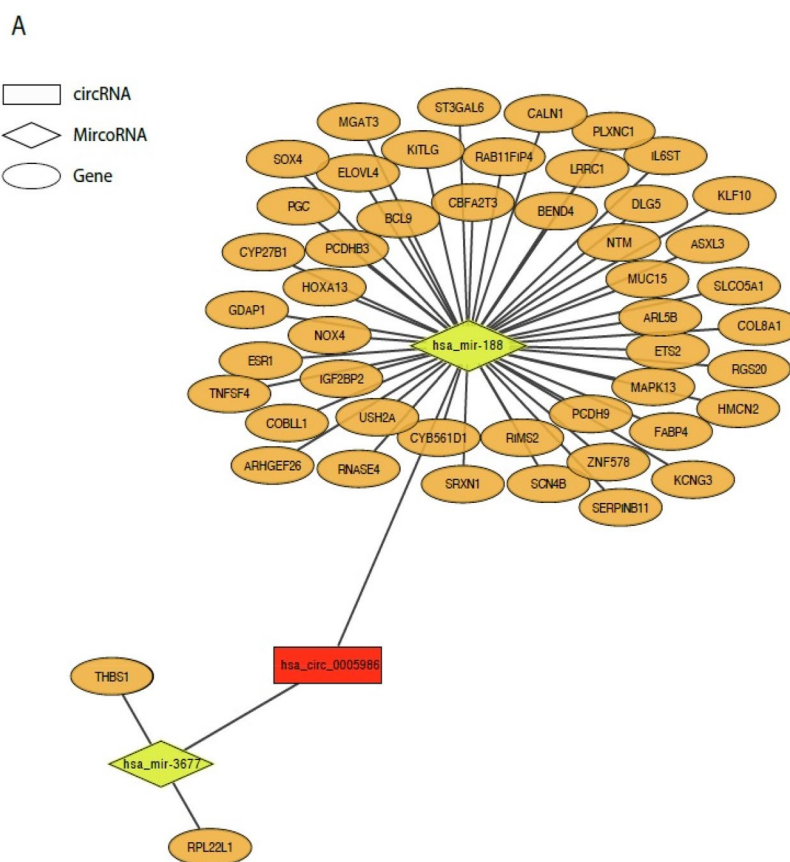 A
circRNA
MircoRNA
Gene
ST3GAL6
MGAT3
CALN1
PLXNC1
KITLG
RAB11FIP4
IL6ST
SOX4
ELOVL4
LRRC1
KLF10
PGC
BCL9
CBFA2T3
BEND4
DLG5
CYP27B1
PCDHB3
NTM
ASXL3
HOXA13
MUC15
SLCO5A1
GDAP1
NOX4
ARL5B
COL8A1
hsa_mir-188
ESR1
ETS2
RGS20
TNFSF4
IGF2BP2
MAPK13
HMCN2
COBLL1
USH2A
PCDH9
FABP4
CYB561D1
RIMS2
ARHGEF26
RNASE4
ZNF578
KCNG3
SRXN1
SCN4B
SERPINB11
hsa_circ_0005986
THBS1
hsa_mir-3677
RPL22L1